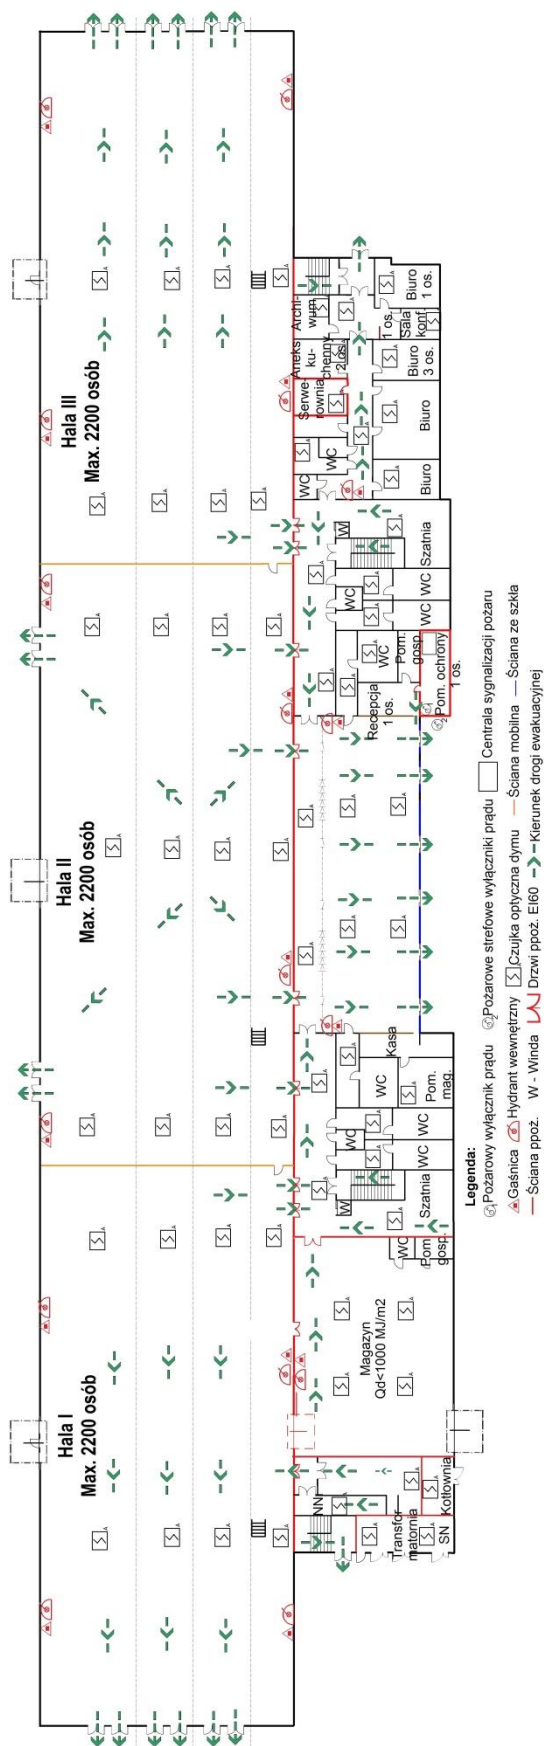 Hala III
Max. 2200 osób
Hala II
Max. 2200 osób
Hala I
Max. 2200 osób
Archi-
wum
Aneks
ku-
chenny
2 os.
Serwe-
rownia
WC
WC
Biuro
1 os.
1 os.
Sala
konf.
Biuro
3 os.
Biuro
Biuro
W
Szatnia
WC
WC
WC
WC
Pom.
gosp.
Recepcja
1 os.
Pom. ochrony
1 os.
Kasa
WC
Pom.
mag.
WC
WC
WC
W
Szatnia
WC
Pom.
gosp.
Magazyn
Qd<1000 MJ/m2
NN
Kotłownia
Transfor
matornia
SN
Legenda:
Pożarowy wyłącznik prądu
Pożarowe strefowe wyłączniki prądu
Centrala sygnalizacji pożaru
Gaśnica
Hydrant wewnętrzny
Czujka optyczna dymu
Ściana mobilna
Ściana ze szkła
Ściana ppoż.
W - Winda
Drzwi ppoż. EI60
Kierunek drogi ewakuacyjnej